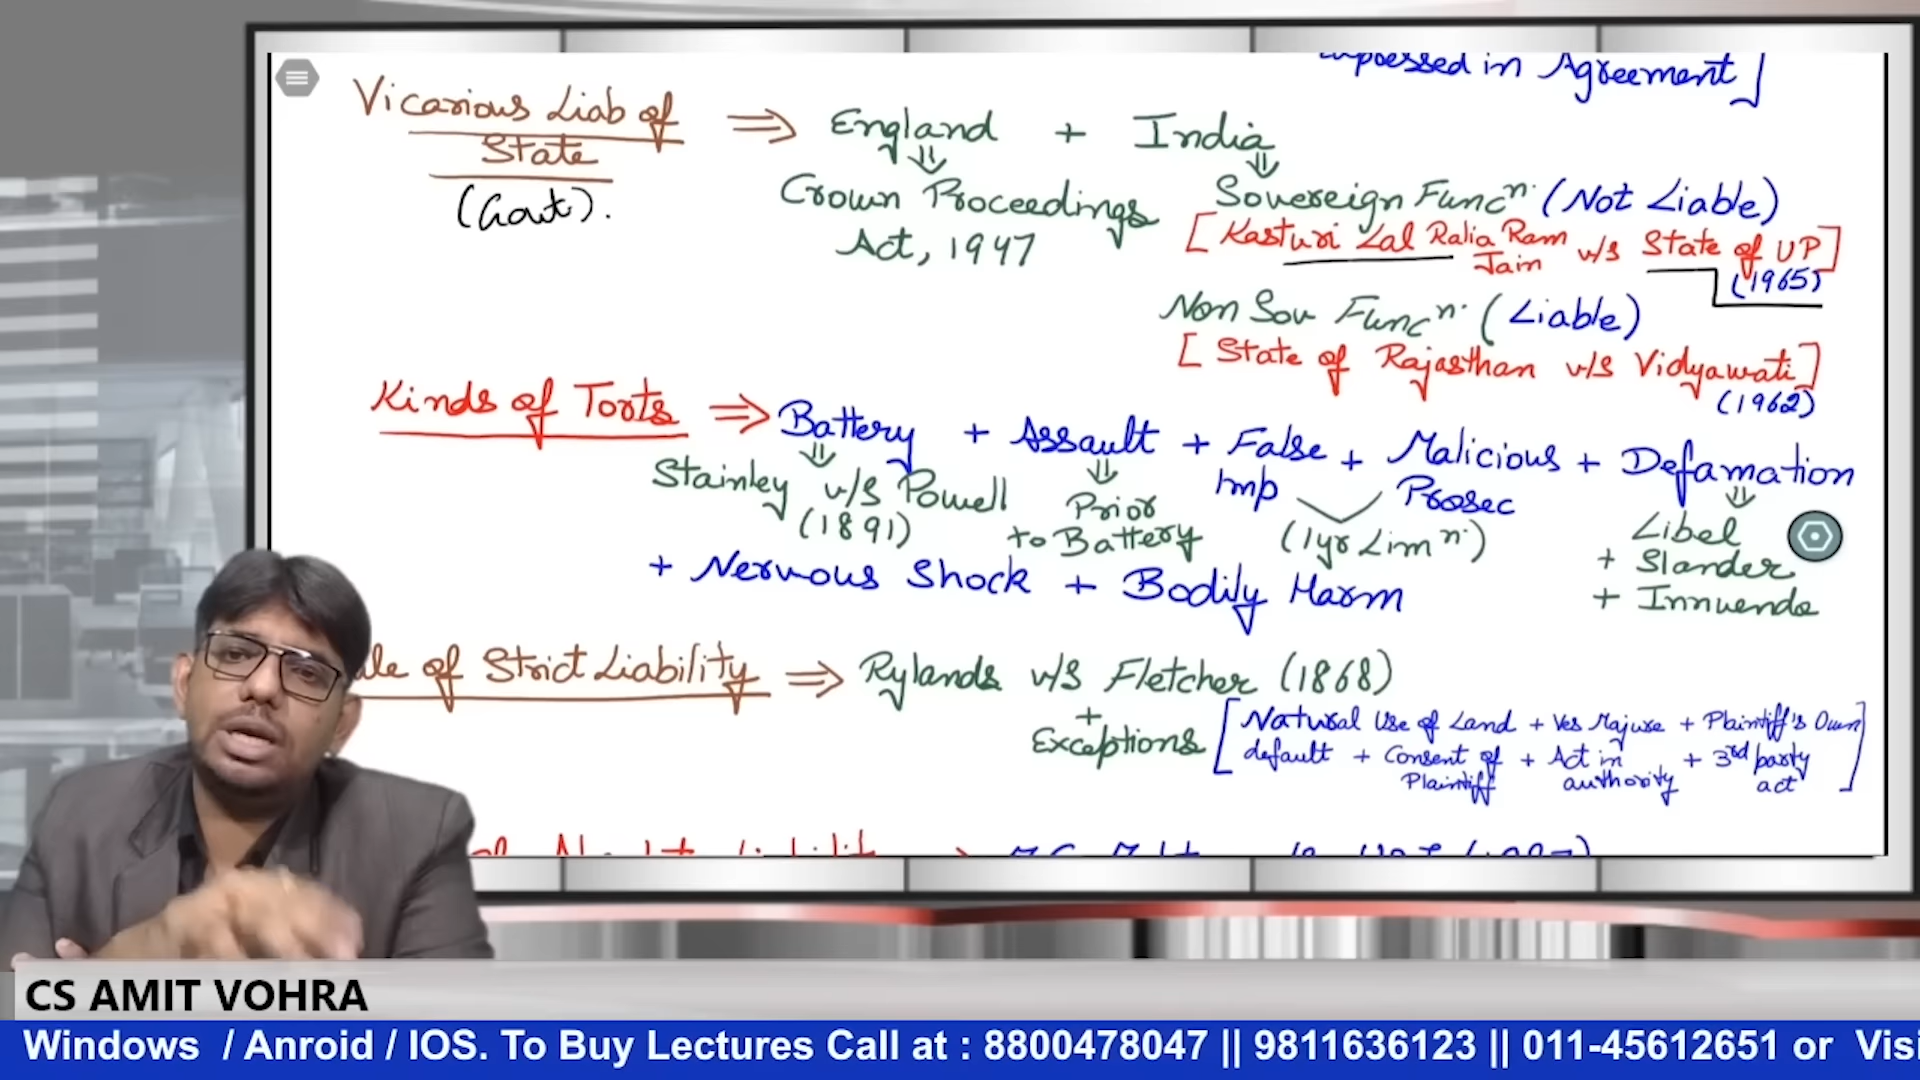 Expressed in Agreement]
Vicarious Liab of ⇒ England + India
State
(Govt).
Crown Proceedings
Act, 1947
Sovereign Funcⁿ. (Not Liable)
[Kasturi Lal Ralia Ram v/s State of UP]
Jain
(1965)
Non Sov Funcⁿ. (Liable)
[State of Rajasthan v/s Vidyawati]
(1962)
Kinds of Torts ⇒ Battery + Assault + False + Malicious + Defamation
Imp
Prosec
Stainley v/s Powell
(1891)
Prior
to Battery
(1yr Limⁿ.)
Libel
+ Slander
+ Innuendo
+ Nervous Shock + Bodily Harm
of Strict Liability ⇒ Rylands v/s Fletcher (1868)
+
Exceptions
[Natural Use of Land + Ves Majure + Plaintiff's Own
default + Consent of + Act in + 3rd party]
Plaintiff authority act
CS AMIT VOHRA
Windows / Anroid / IOS. To Buy Lectures Call at : 8800478047 || 9811636123 || 011-45612651 or